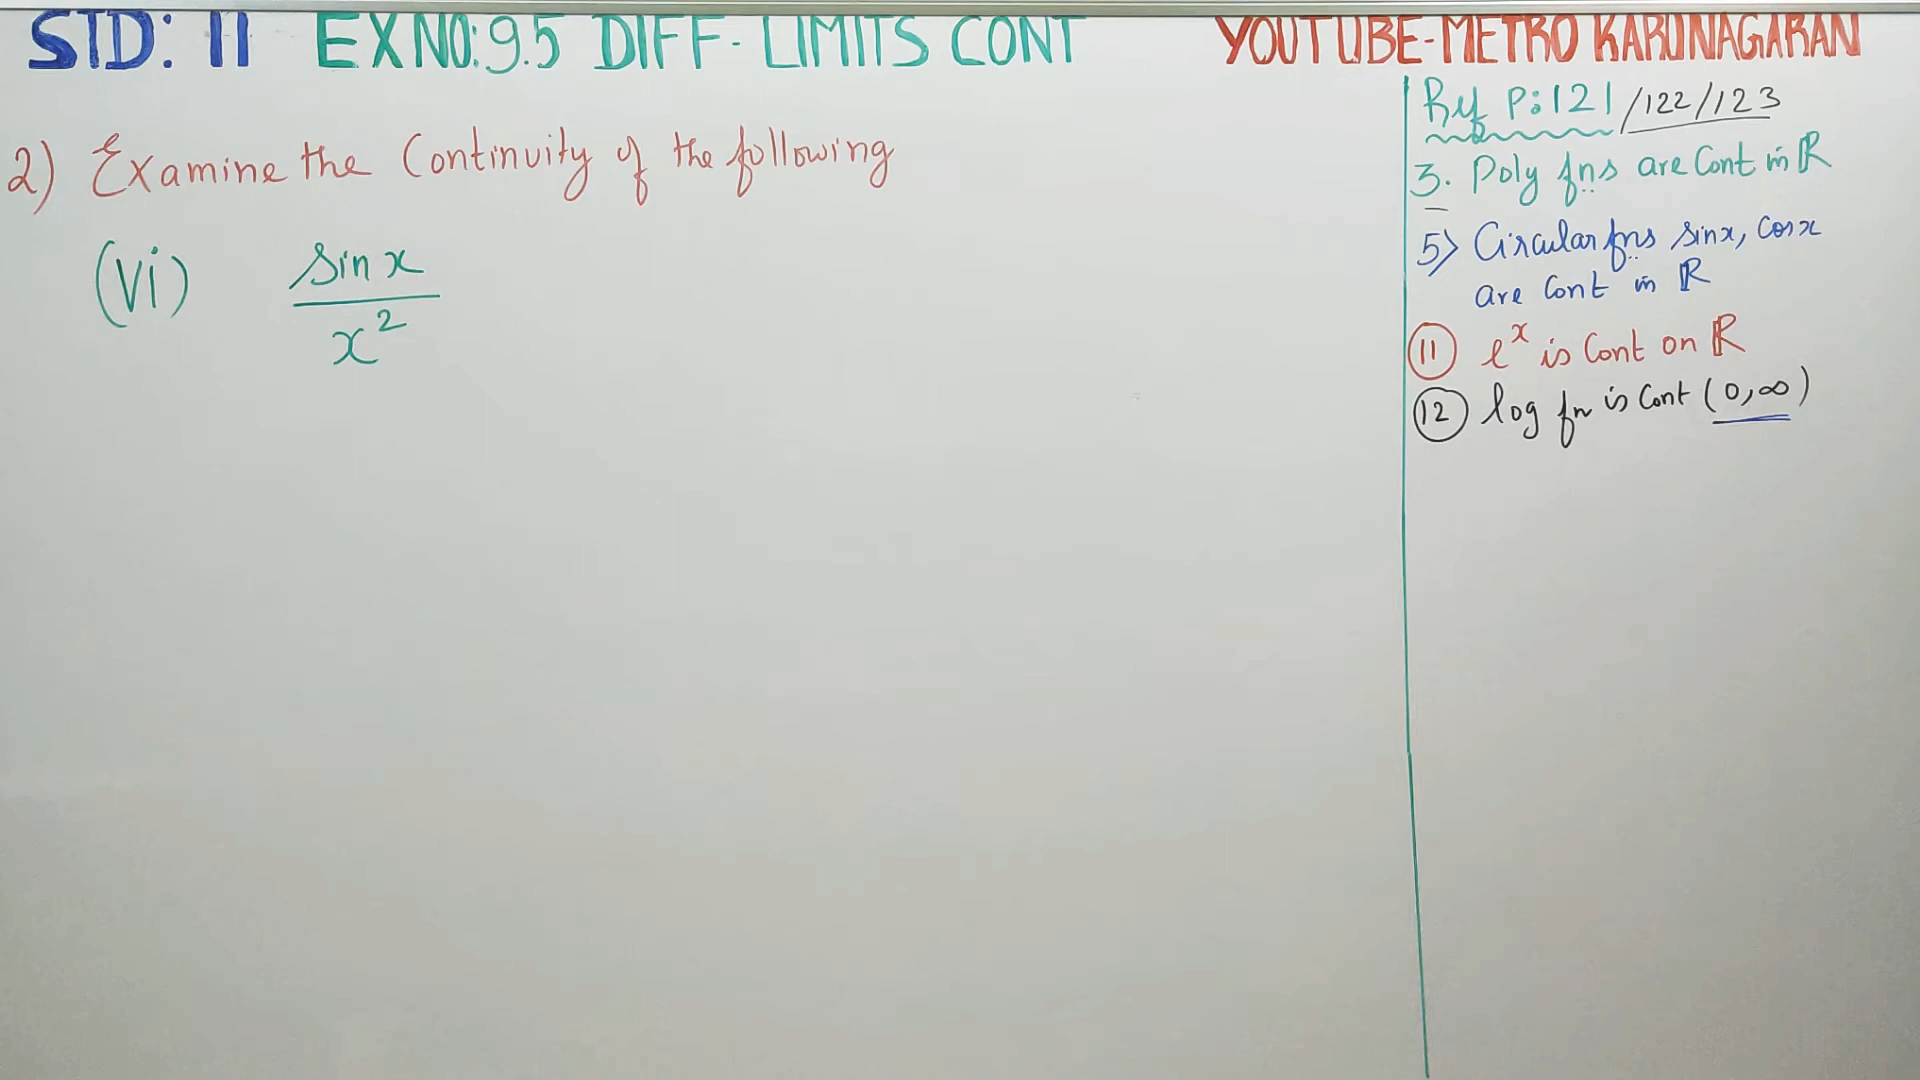 STD: 11 EX NO: 9.5 DIFF- LIMITS CONT YOUTUBE-METRO KARUNAGARAN
2) Examine the Continuity of the following
(vi) sin x / x²
Ref P: 121 /122/123
3. Poly fns are Cont in ℝ
5) Circular fns sinx, cosx
are Cont in ℝ
11 eˣ is Cont on ℝ
12 log fn is Cont (0,∞)